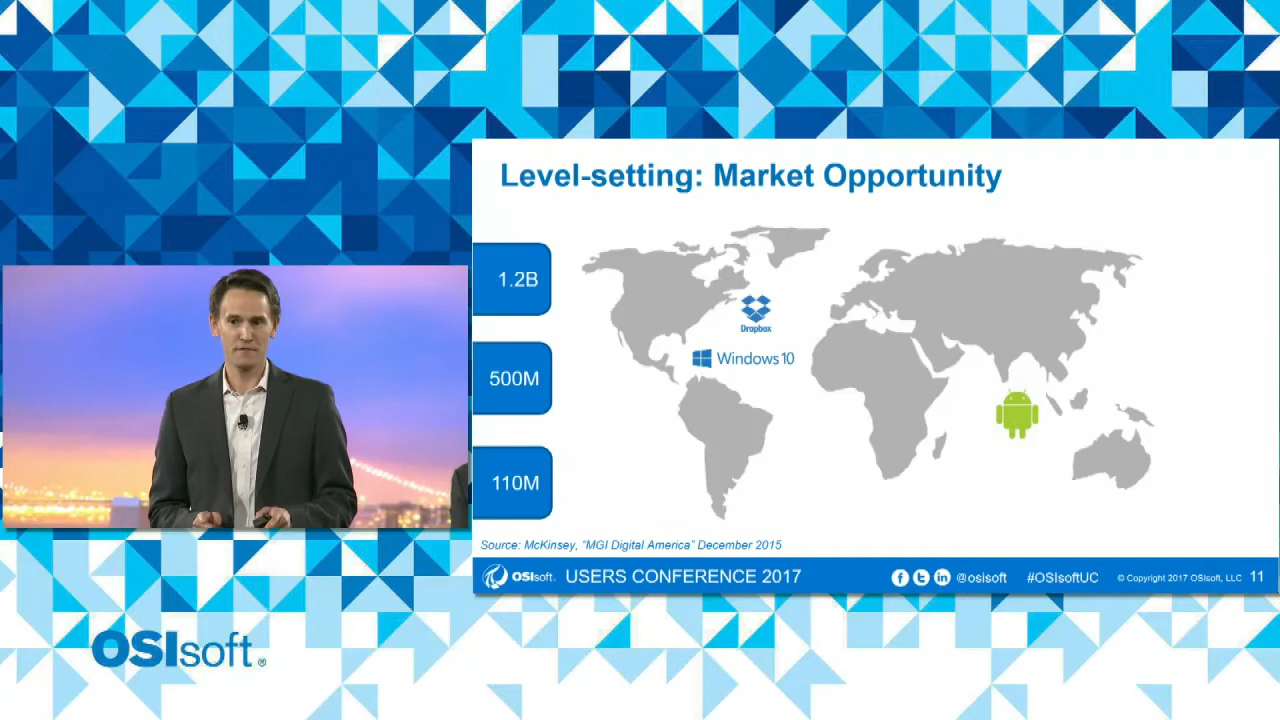 Level-setting: Market Opportunity
1.2B
Dropbox
Windows 10
500M
110M
Source: McKinsey, “MGI Digital America” December 2015
OSIsoft. USERS CONFERENCE 2017
@osisoft #OSIsoftUC © Copyright 2017 OSIsoft, LLC 11
OSIsoft®